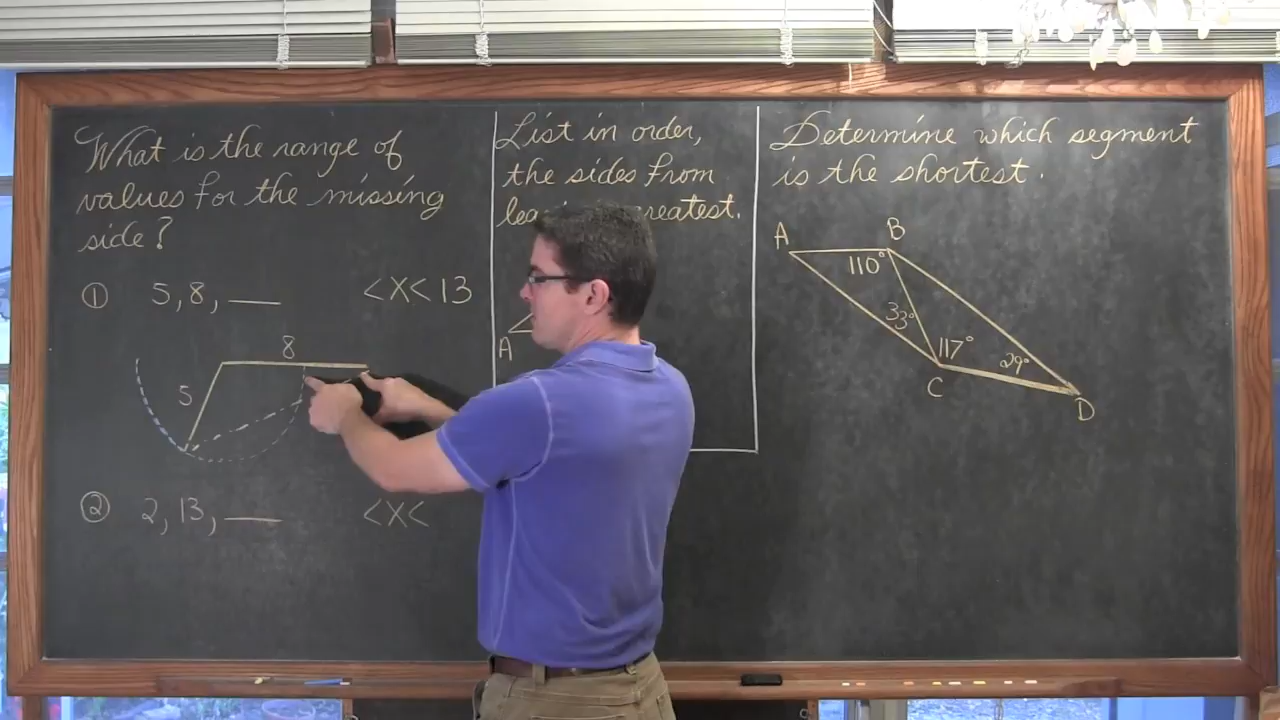 What is the range of
values for the missing
side?
① 5, 8, ___ <X< 13
8
5
② 2, 13, ___ <X<
List in order,
the sides from
greatest.
A
Determine which segment
is the shortest.
A B
110°
33°
117° 29°
C
D